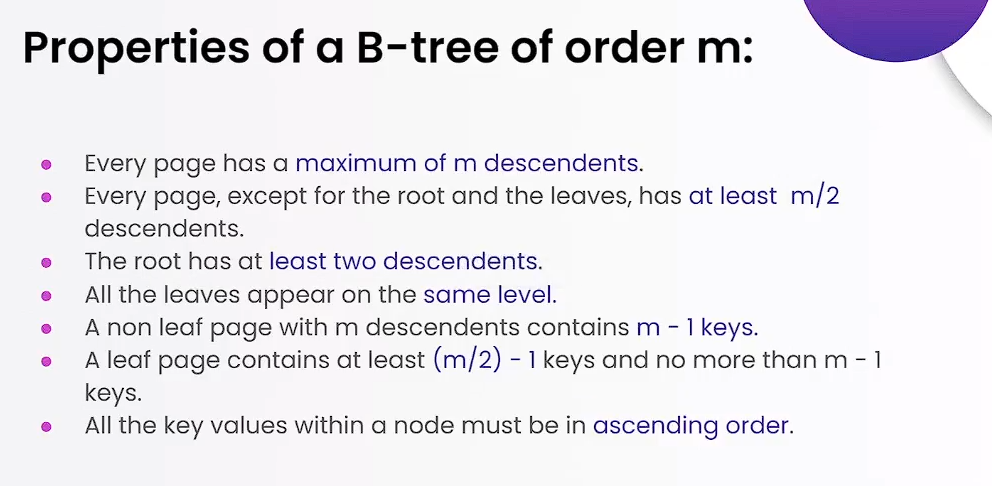 Properties of a B-tree of order m:
• Every page has a maximum of m descendents.
• Every page, except for the root and the leaves, has at least m/2
descendents.
• The root has at least two descendents.
• All the leaves appear on the same level.
• A non leaf page with m descendents contains m - 1 keys.
• A leaf page contains at least (m/2) - 1 keys and no more than m - 1
keys.
• All the key values within a node must be in ascending order.